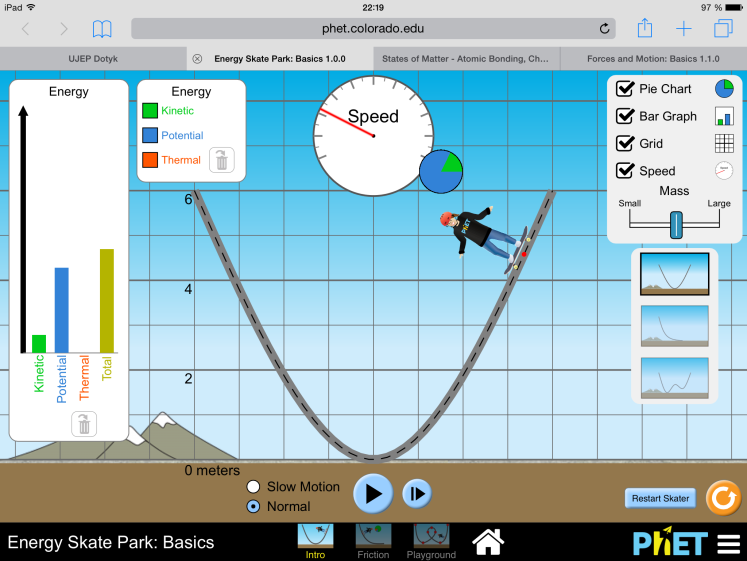 iPad
22:19
97 %
phet.colorado.edu
UJEP Dotyk
Energy Skate Park: Basics 1.0.0
States of Matter - Atomic Bonding, Ch…
Forces and Motion: Basics 1.1.0
Energy
Kinetic
Potential
Thermal
Total
Energy
Kinetic
Potential
Thermal
Speed
Pie Chart
Bar Graph
Grid
Speed
Speed
Mass
Small
Large
6
4
2
0 meters
PhET
Slow Motion
Normal
Restart Skater
Energy Skate Park: Basics
Intro
Friction
Playground
PhET